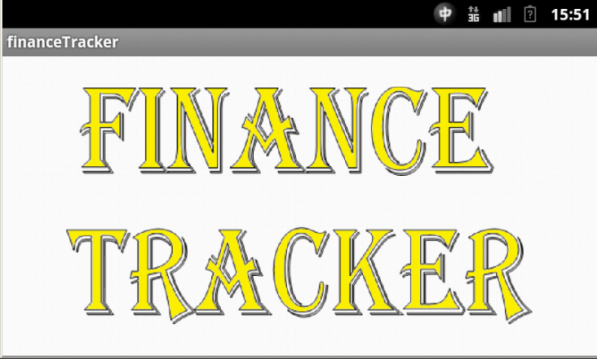 中 3G ? 15:51
financeTracker
FINANCE
TRACKER